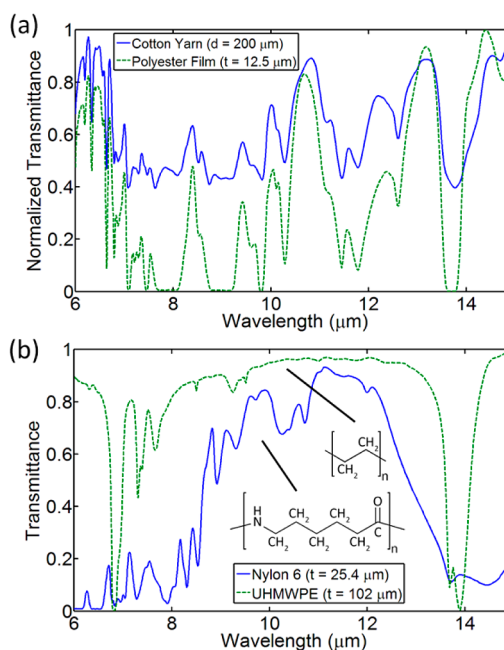 (a)
Normalized Transmittance
1
0.8
0.6
0.4
0.2
0
Cotton Yarn (d = 200 μm)
Polyester Film (t = 12.5 μm)
6 8 10 12 14
Wavelength (μm)
(b)
Transmittance
1
0.8
0.6
0.4
0.2
0
CH₂
CH₂ n
H O
N CH₂ CH₂ C
CH₂ CH₂ CH₂ n
Nylon 6 (t = 25.4 μm)
UHMWPE (t = 102 μm)
6 8 10 12 14
Wavelength (μm)